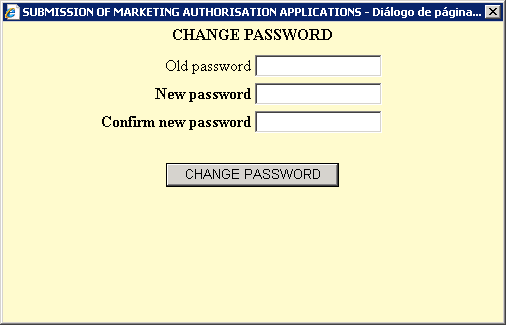 SUBMISSION OF MARKETING AUTHORISATION APPLICATIONS - Diálogo de página...
CHANGE PASSWORD
Old password
New password
Confirm new password
CHANGE PASSWORD